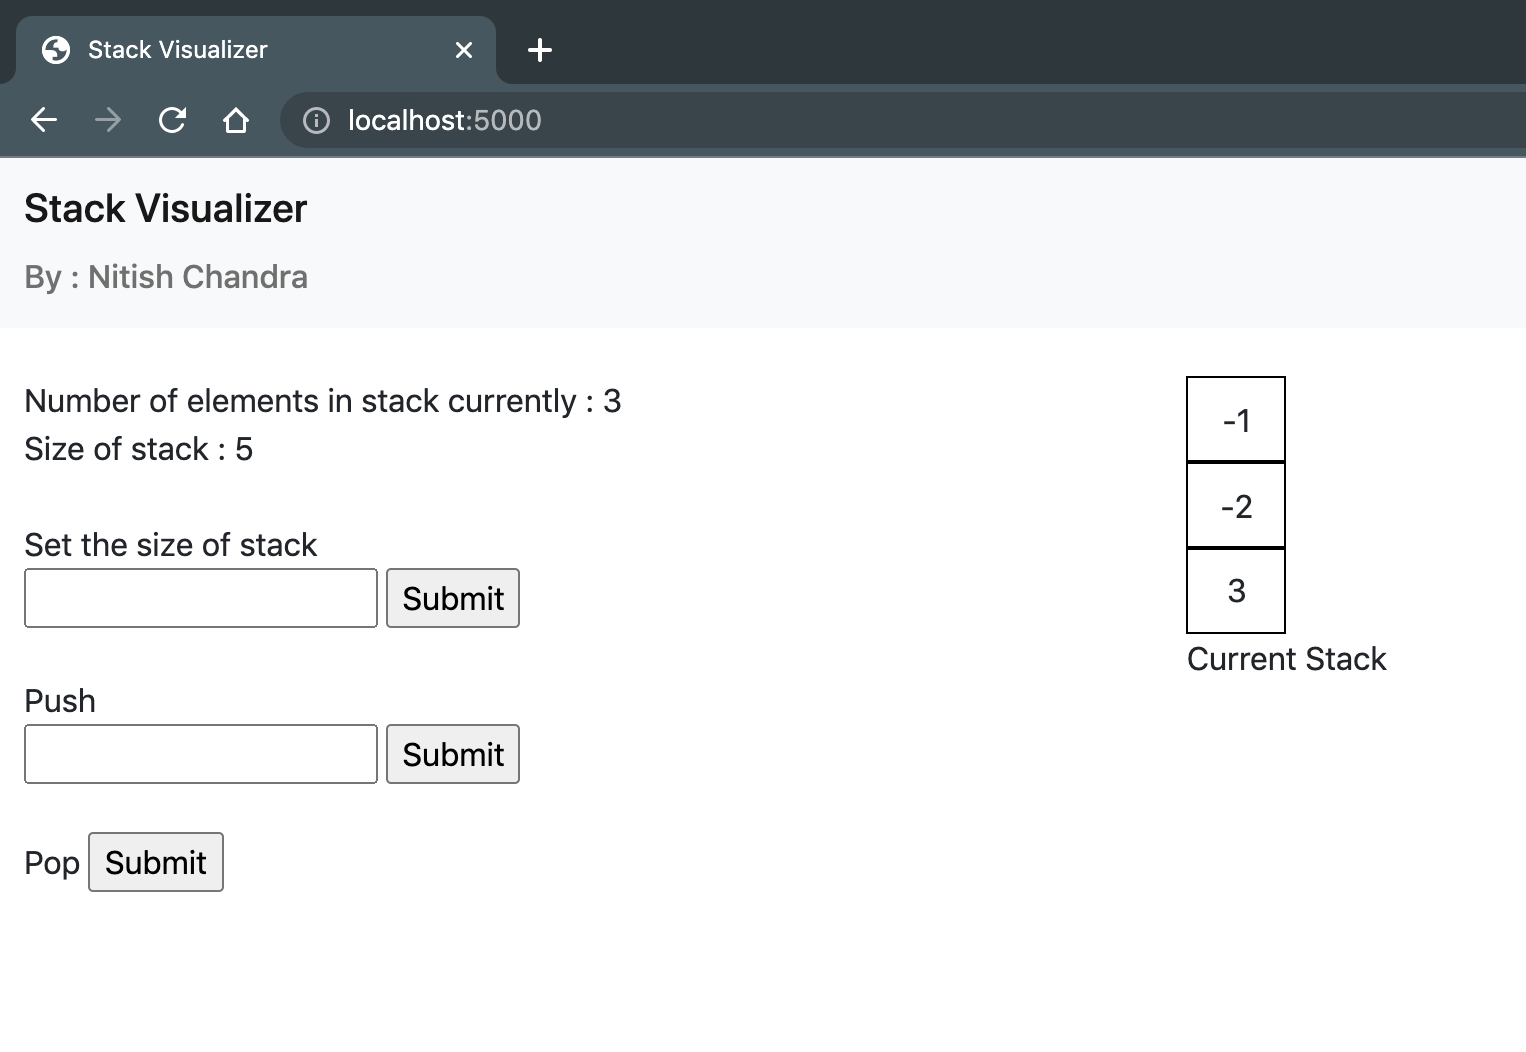 Stack Visualizer
localhost:5000
Stack Visualizer
By : Nitish Chandra
Number of elements in stack currently : 3
Size of stack : 5
Set the size of stack
Submit
Push
Submit
Pop Submit
-1
-2
3
Current Stack